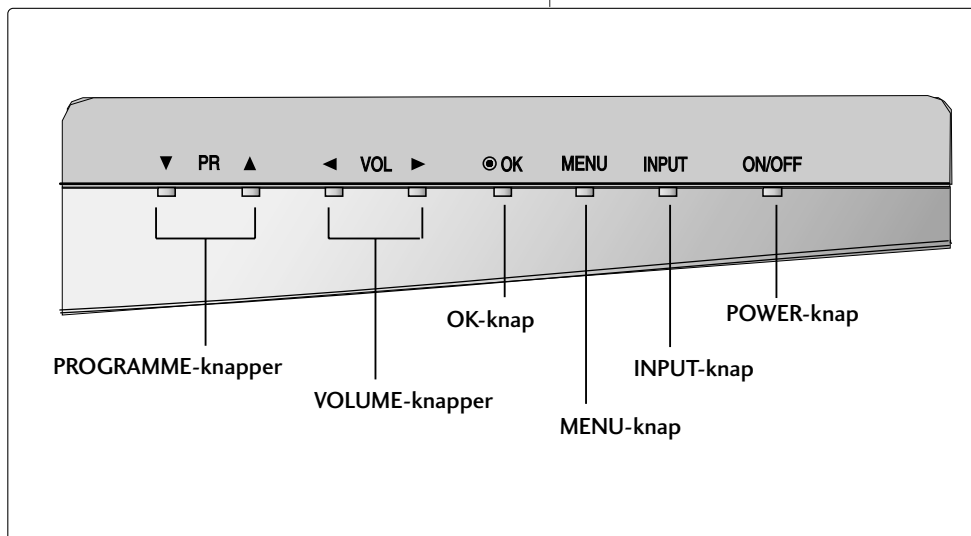 ▼ PR ▲ ◄ VOL ► ◉ OK MENU INPUT ON/OFF
OK-knap
POWER-knap
PROGRAMME-knapper
INPUT-knap
VOLUME-knapper
MENU-knap